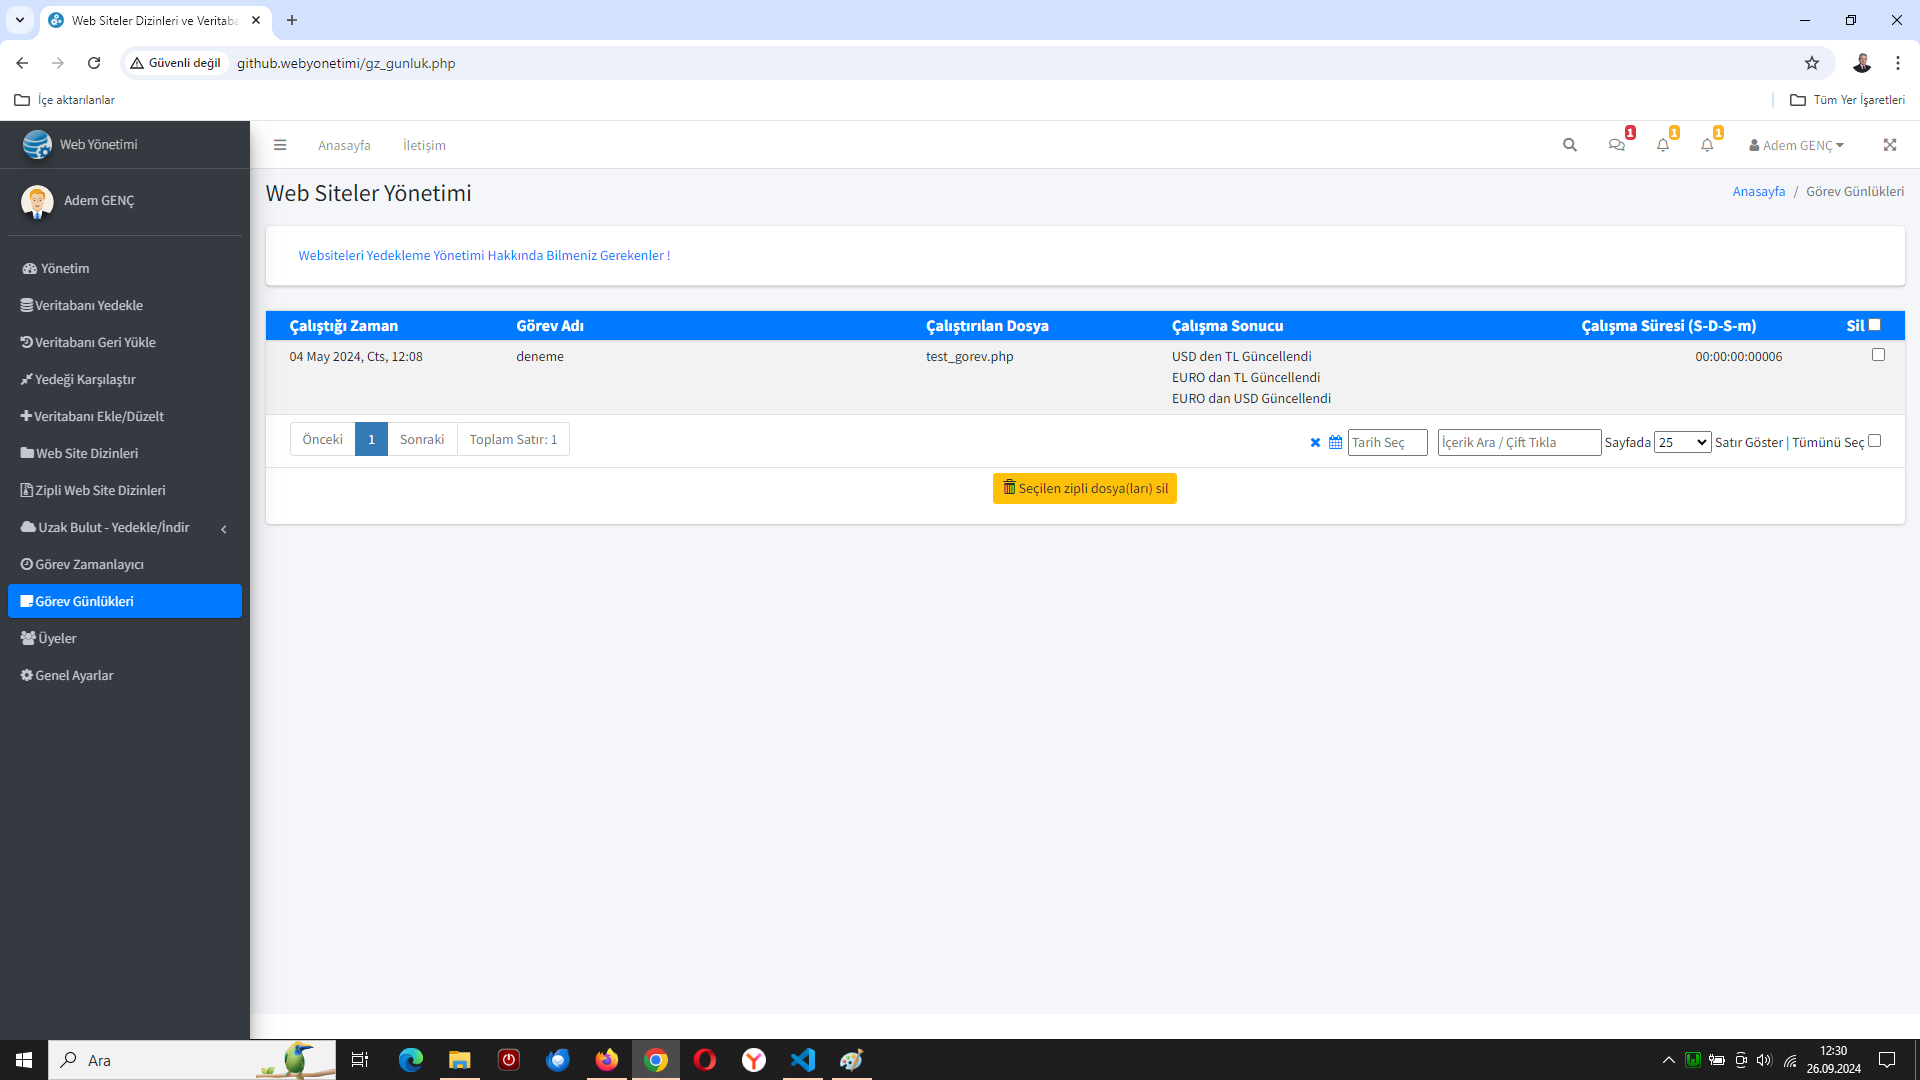 Web Siteler Dizinleri ve Veritaba
Güvenli değil
github.webyonetimi/gz_gunluk.php
İçe aktarılanlar
Tüm Yer İşaretleri
Web Yönetimi
Anasayfa
İletişim
1
1
1
Adem GENÇ
Adem GENÇ
Web Siteler Yönetimi
Anasayfa / Görev Günlükleri
Websiteleri Yedekleme Yönetimi Hakkında Bilmeniz Gerekenler !
Yönetim
Veritabanı Yedekle
Veritabanı Geri Yükle
Yedeği Karşılaştır
Veritabanı Ekle/Düzelt
Web Site Dizinleri
Zipli Web Site Dizinleri
Uzak Bulut - Yedekle/İndir
Görev Zamanlayıcı
Görev Günlükleri
Üyeler
Genel Ayarlar
Çalıştığı Zaman Görev Adı Çalıştırılan Dosya Çalışma Sonucu Çalışma Süresi (S-D-S-m) Sil
04 May 2024, Cts, 12:08 deneme test_gorev.php USD den TL Güncellendi 00:00:00:00006
EURO dan TL Güncellendi
EURO dan USD Güncellendi
Önceki 1 Sonraki Toplam Satır: 1
Tarih Seç İçerik Ara / Çift Tıkla Sayfada 25 Satır Göster | Tümünü Seç
Seçilen zipli dosya(ları) sil
Ara
12:30
26.09.2024